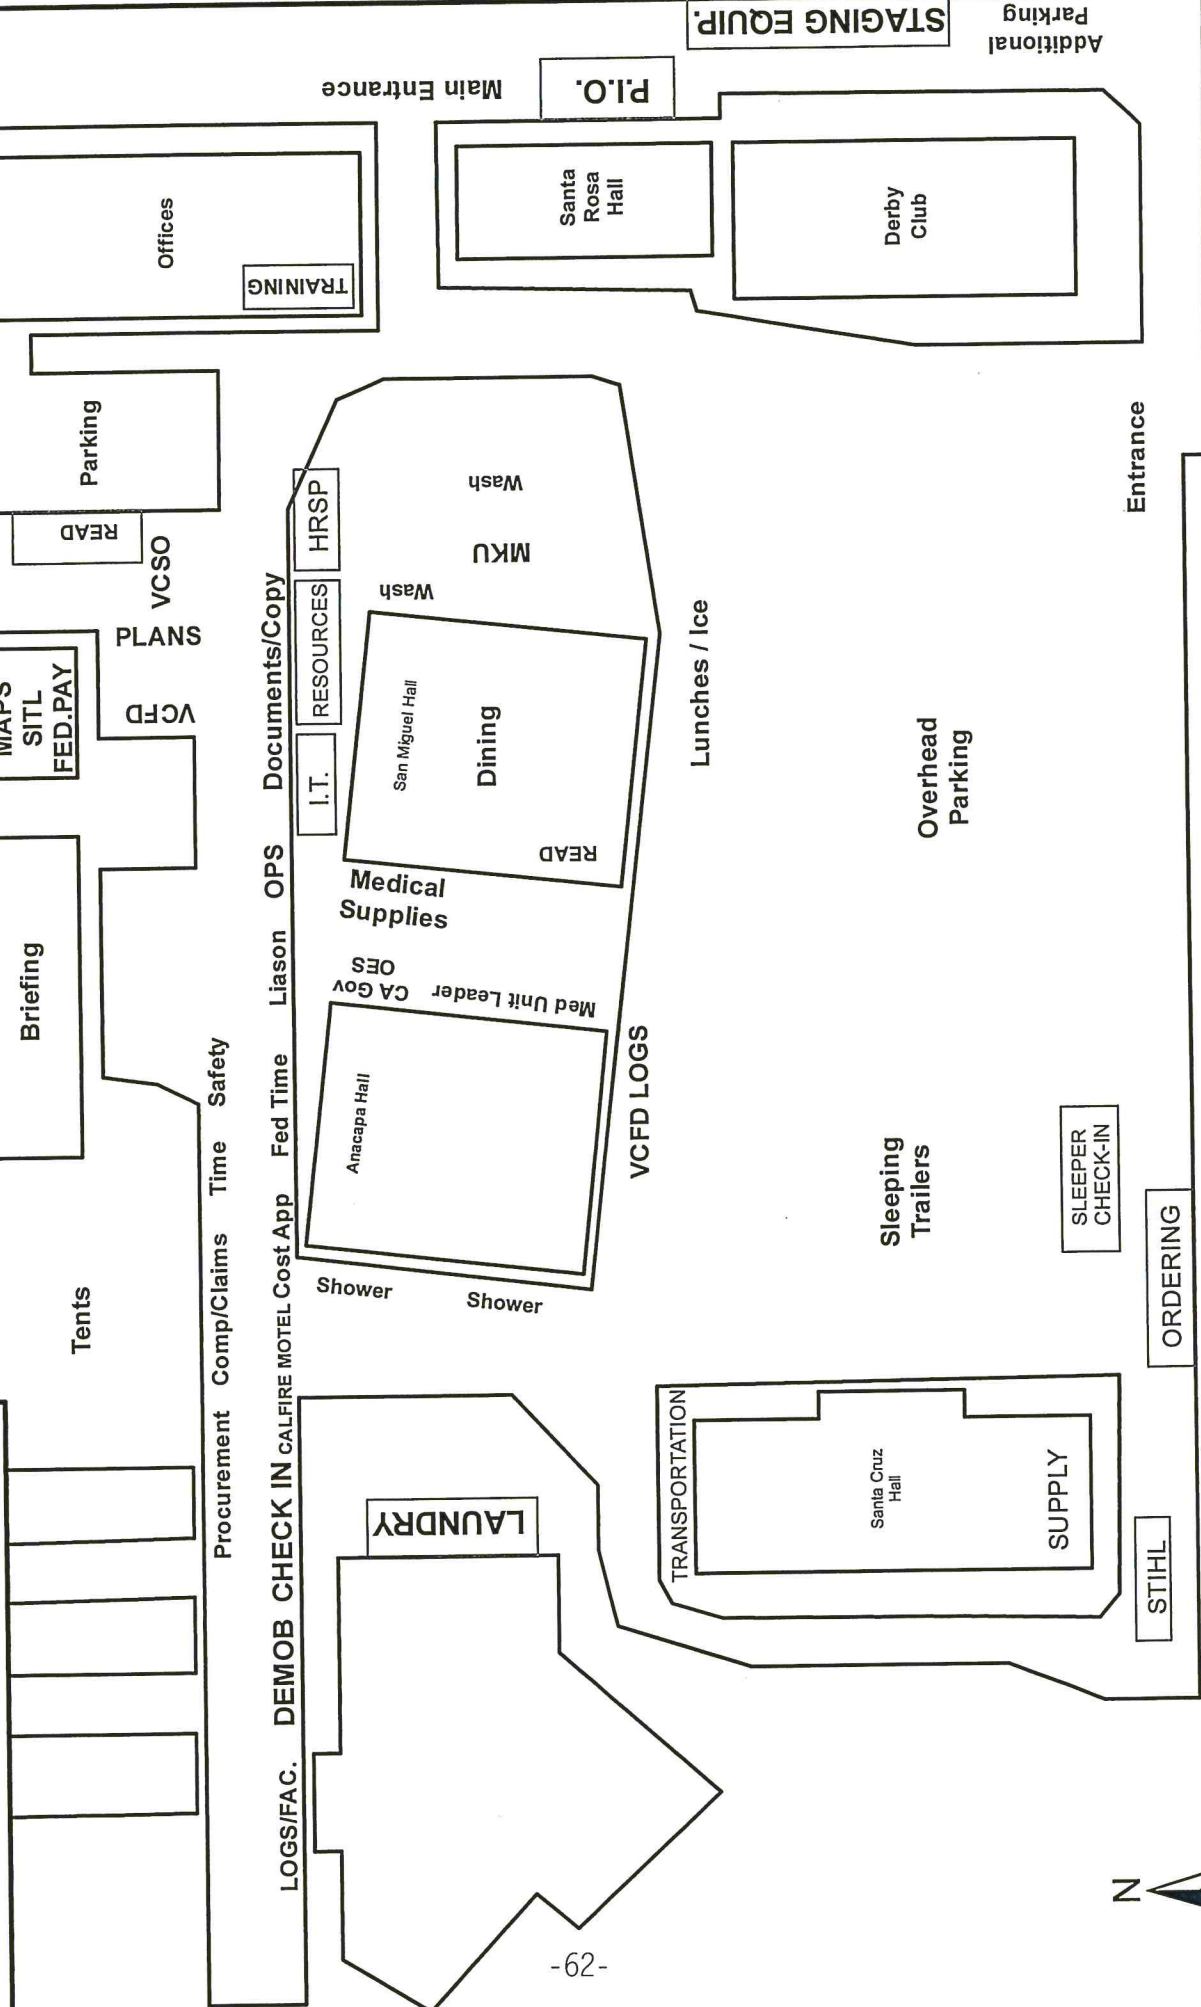 STAGING EQUIP.
Additional
Parking
Main Entrance
P.I.O.
Offices
TRAINING
Santa
Rosa
Hall
Derby
Club
Parking
READ
VCSO
PLANS
MAPS
SITL
FED.PAY
VCFD
HRSP
Wash
MKU
Wash
RESOURCES
Documents/Copy
I.T.
San Miguel Hall
Dining
READ
Lunches / Ice
Entrance
Overhead
Parking
Briefing
OPS
Medical
Supplies
Liason
CA Gov
OES
Med Unit Leader
Safety
Fed Time
Anacapa Hall
VCFD LOGS
Time
Cost App
Comp/Claims
CALFIRE MOTEL
Procurement
Tents
Shower
Shower
Sleeping
Trailers
SLEEPER
CHECK-IN
ORDERING
DEMOB CHECK IN
LAUNDRY
TRANSPORTATION
Santa Cruz
Hall
SUPPLY
STIHL
LOGS/FAC.
N
-62-